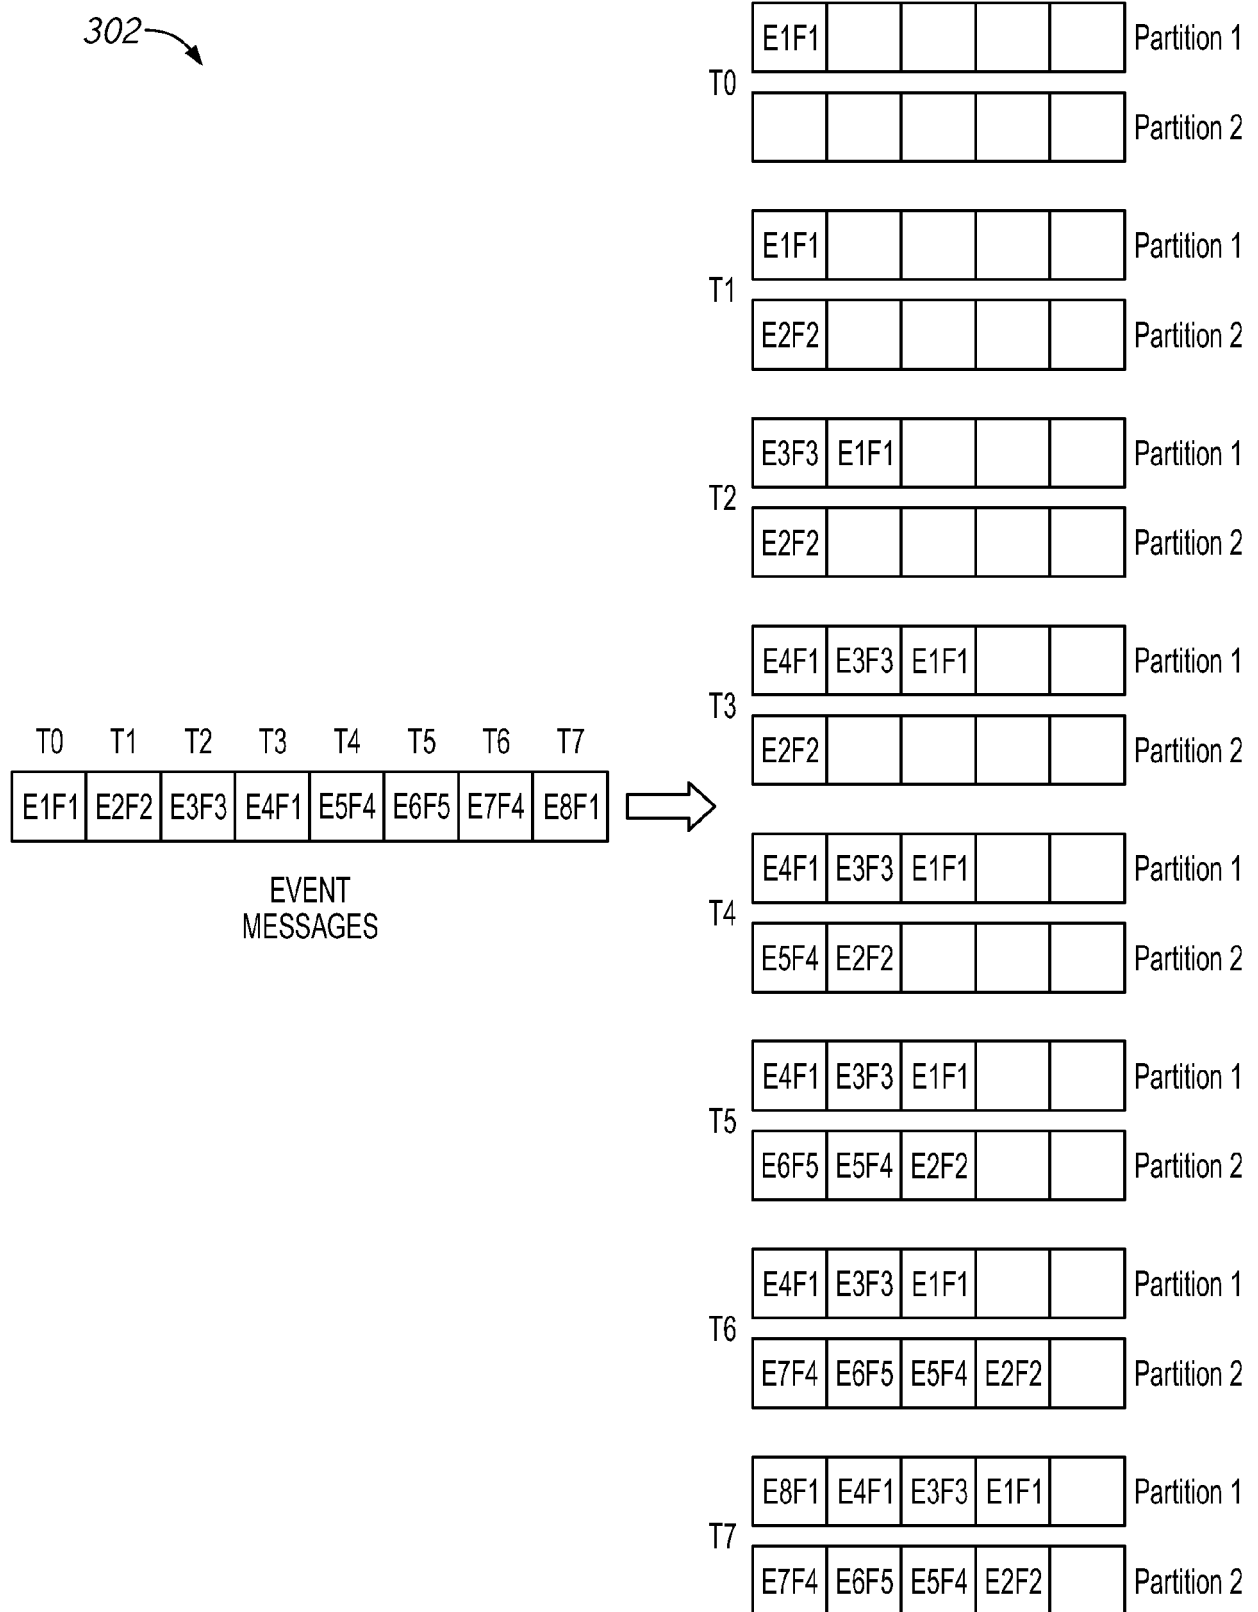 302
T0 T1 T2 T3 T4 T5 T6 T7
E1F1 E2F2 E3F3 E4F1 E5F4 E6F5 E7F4 E8F1
EVENT
MESSAGES
E1F1 Partition 1
T0
Partition 2
E1F1 Partition 1
T1
E2F2 Partition 2
E3F3 E1F1 Partition 1
T2
E2F2 Partition 2
E4F1 E3F3 E1F1 Partition 1
T3
E2F2 Partition 2
E4F1 E3F3 E1F1 Partition 1
T4
E5F4 E2F2 Partition 2
E4F1 E3F3 E1F1 Partition 1
T5
E6F5 E5F4 E2F2 Partition 2
E4F1 E3F3 E1F1 Partition 1
T6
E7F4 E6F5 E5F4 E2F2 Partition 2
E8F1 E4F1 E3F3 E1F1 Partition 1
T7
E7F4 E6F5 E5F4 E2F2 Partition 2